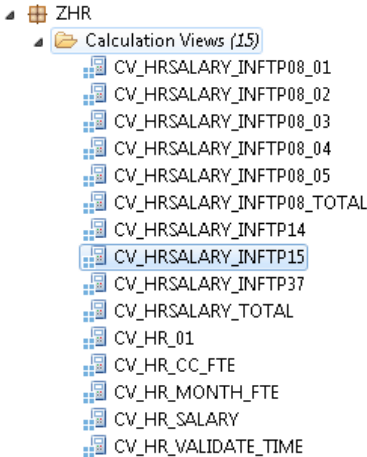 ZHR
Calculation Views (15)
CV_HRSALARY_INFTP08_01
CV_HRSALARY_INFTP08_02
CV_HRSALARY_INFTP08_03
CV_HRSALARY_INFTP08_04
CV_HRSALARY_INFTP08_05
CV_HRSALARY_INFTP08_TOTAL
CV_HRSALARY_INFTP14
CV_HRSALARY_INFTP15
CV_HRSALARY_INFTP37
CV_HRSALARY_TOTAL
CV_HR_01
CV_HR_CC_FTE
CV_HR_MONTH_FTE
CV_HR_SALARY
CV_HR_VALIDATE_TIME